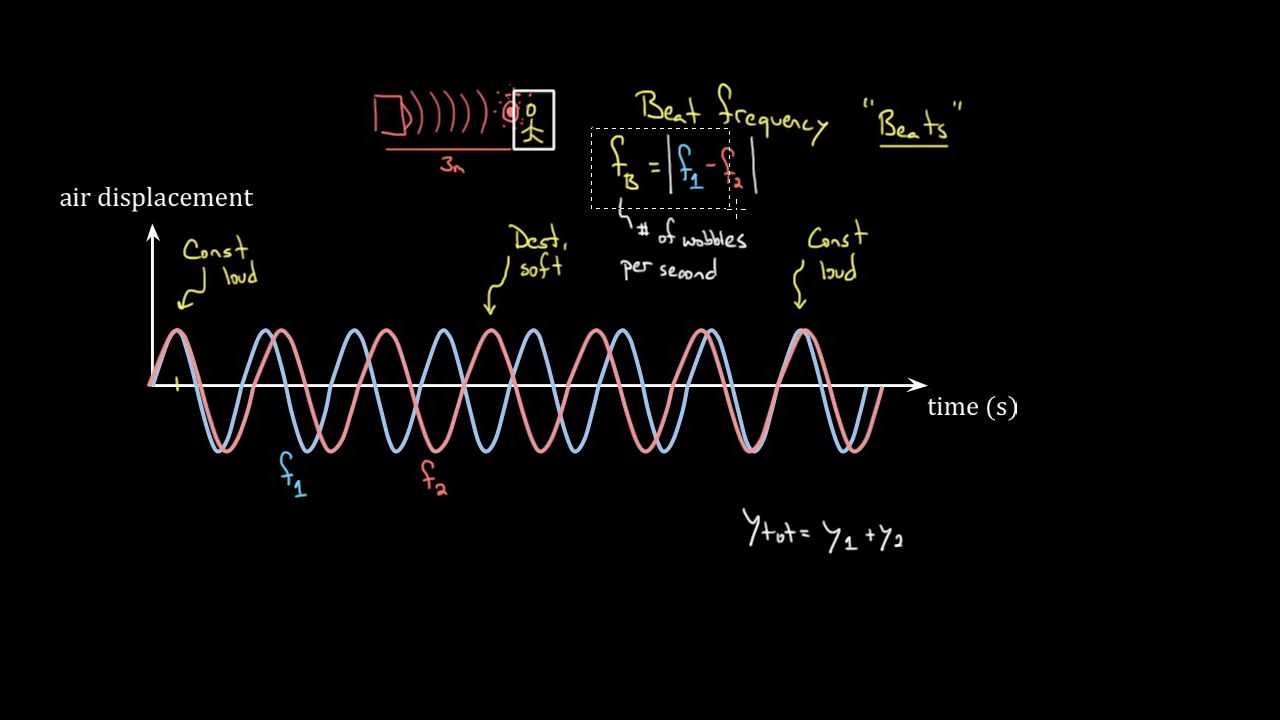 Beat frequency "Beats"
f_B = |f_1 - f_2|
3m
air displacement
# of wobbles
per second
Const
loud
Dest.
soft
Const
loud
time (s)
f_1
f_2
y_tot = y_1 + y_2